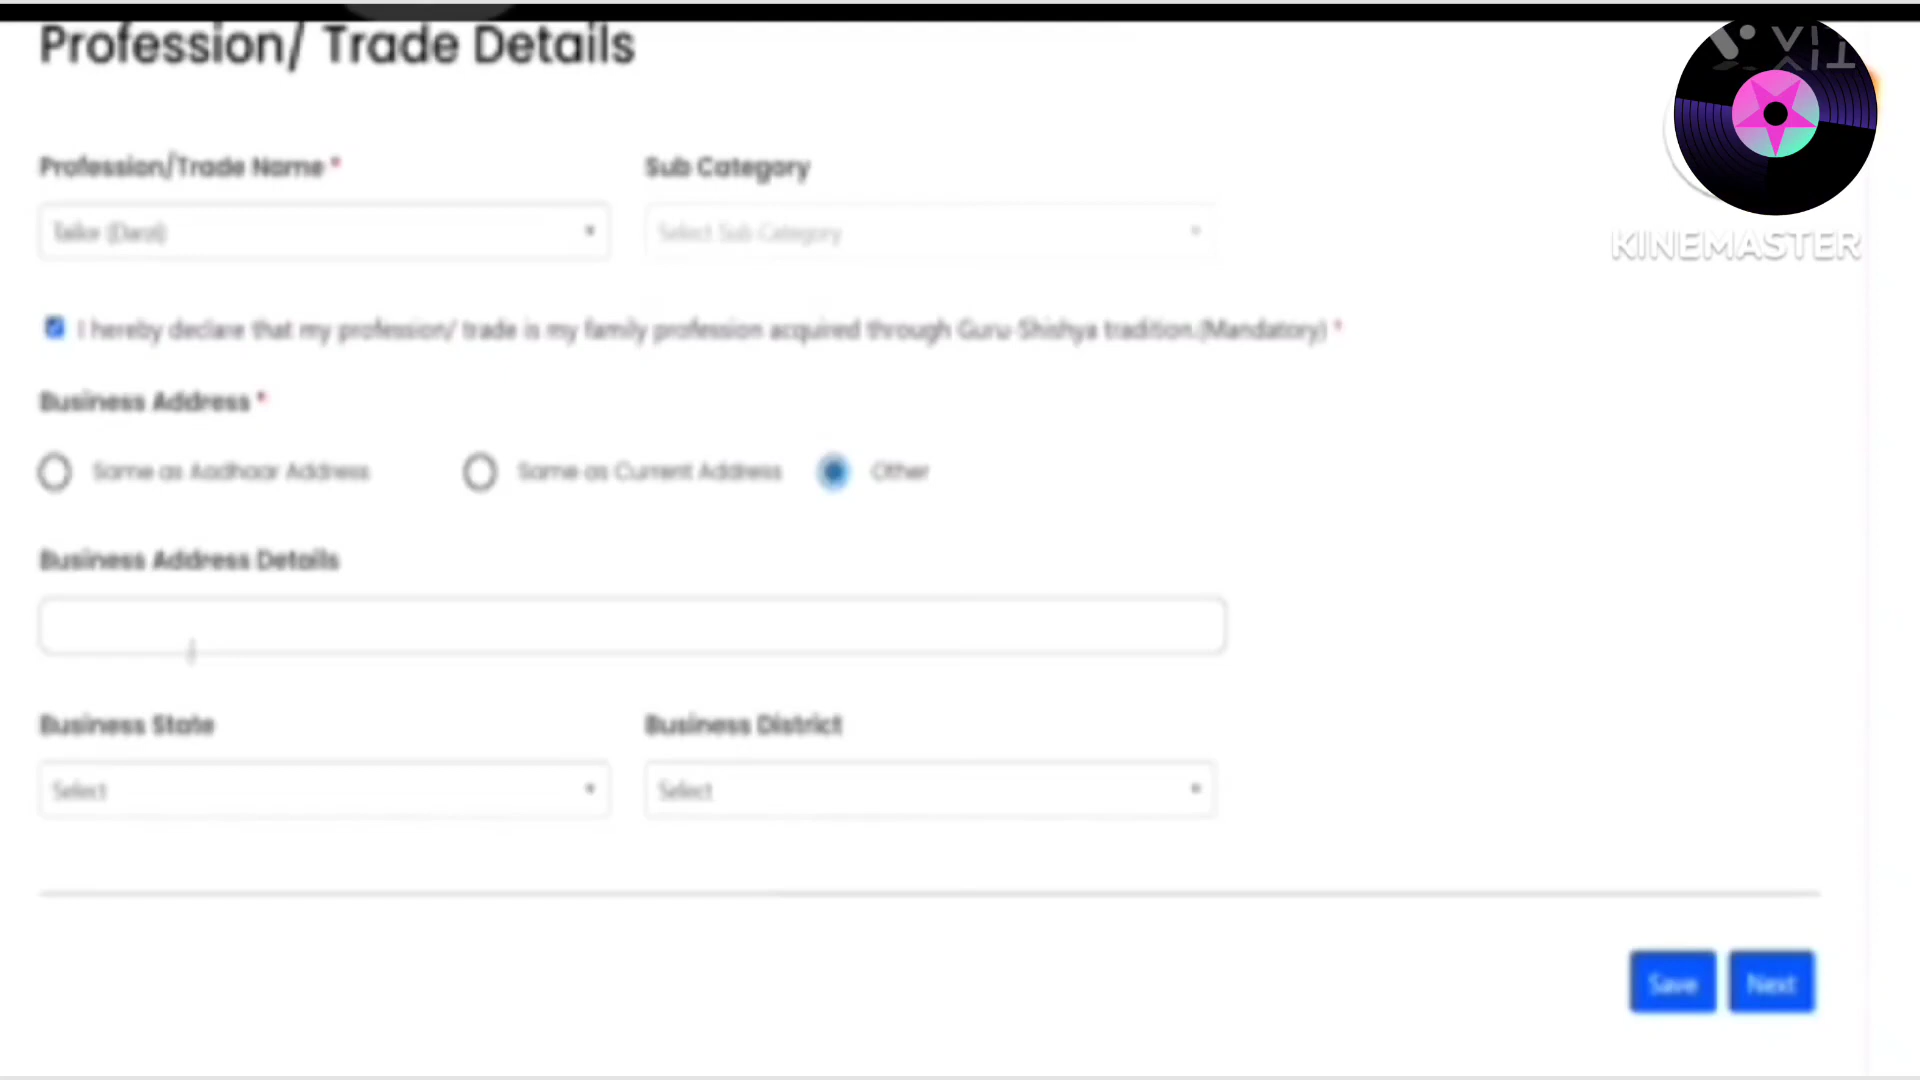 Profession/ Trade Details
Profession/Trade Name * Sub Category
Tailor (Darzi) Select Sub Category
I hereby declare that my profession/ trade is my family profession acquired through Guru-Shishya tradition.(Mandatory) *
Business Address *
Same as Aadhaar Address Same as Current Address Other
Business Address Details
Business State Business District
Select Select
Save Next
KINEMASTER